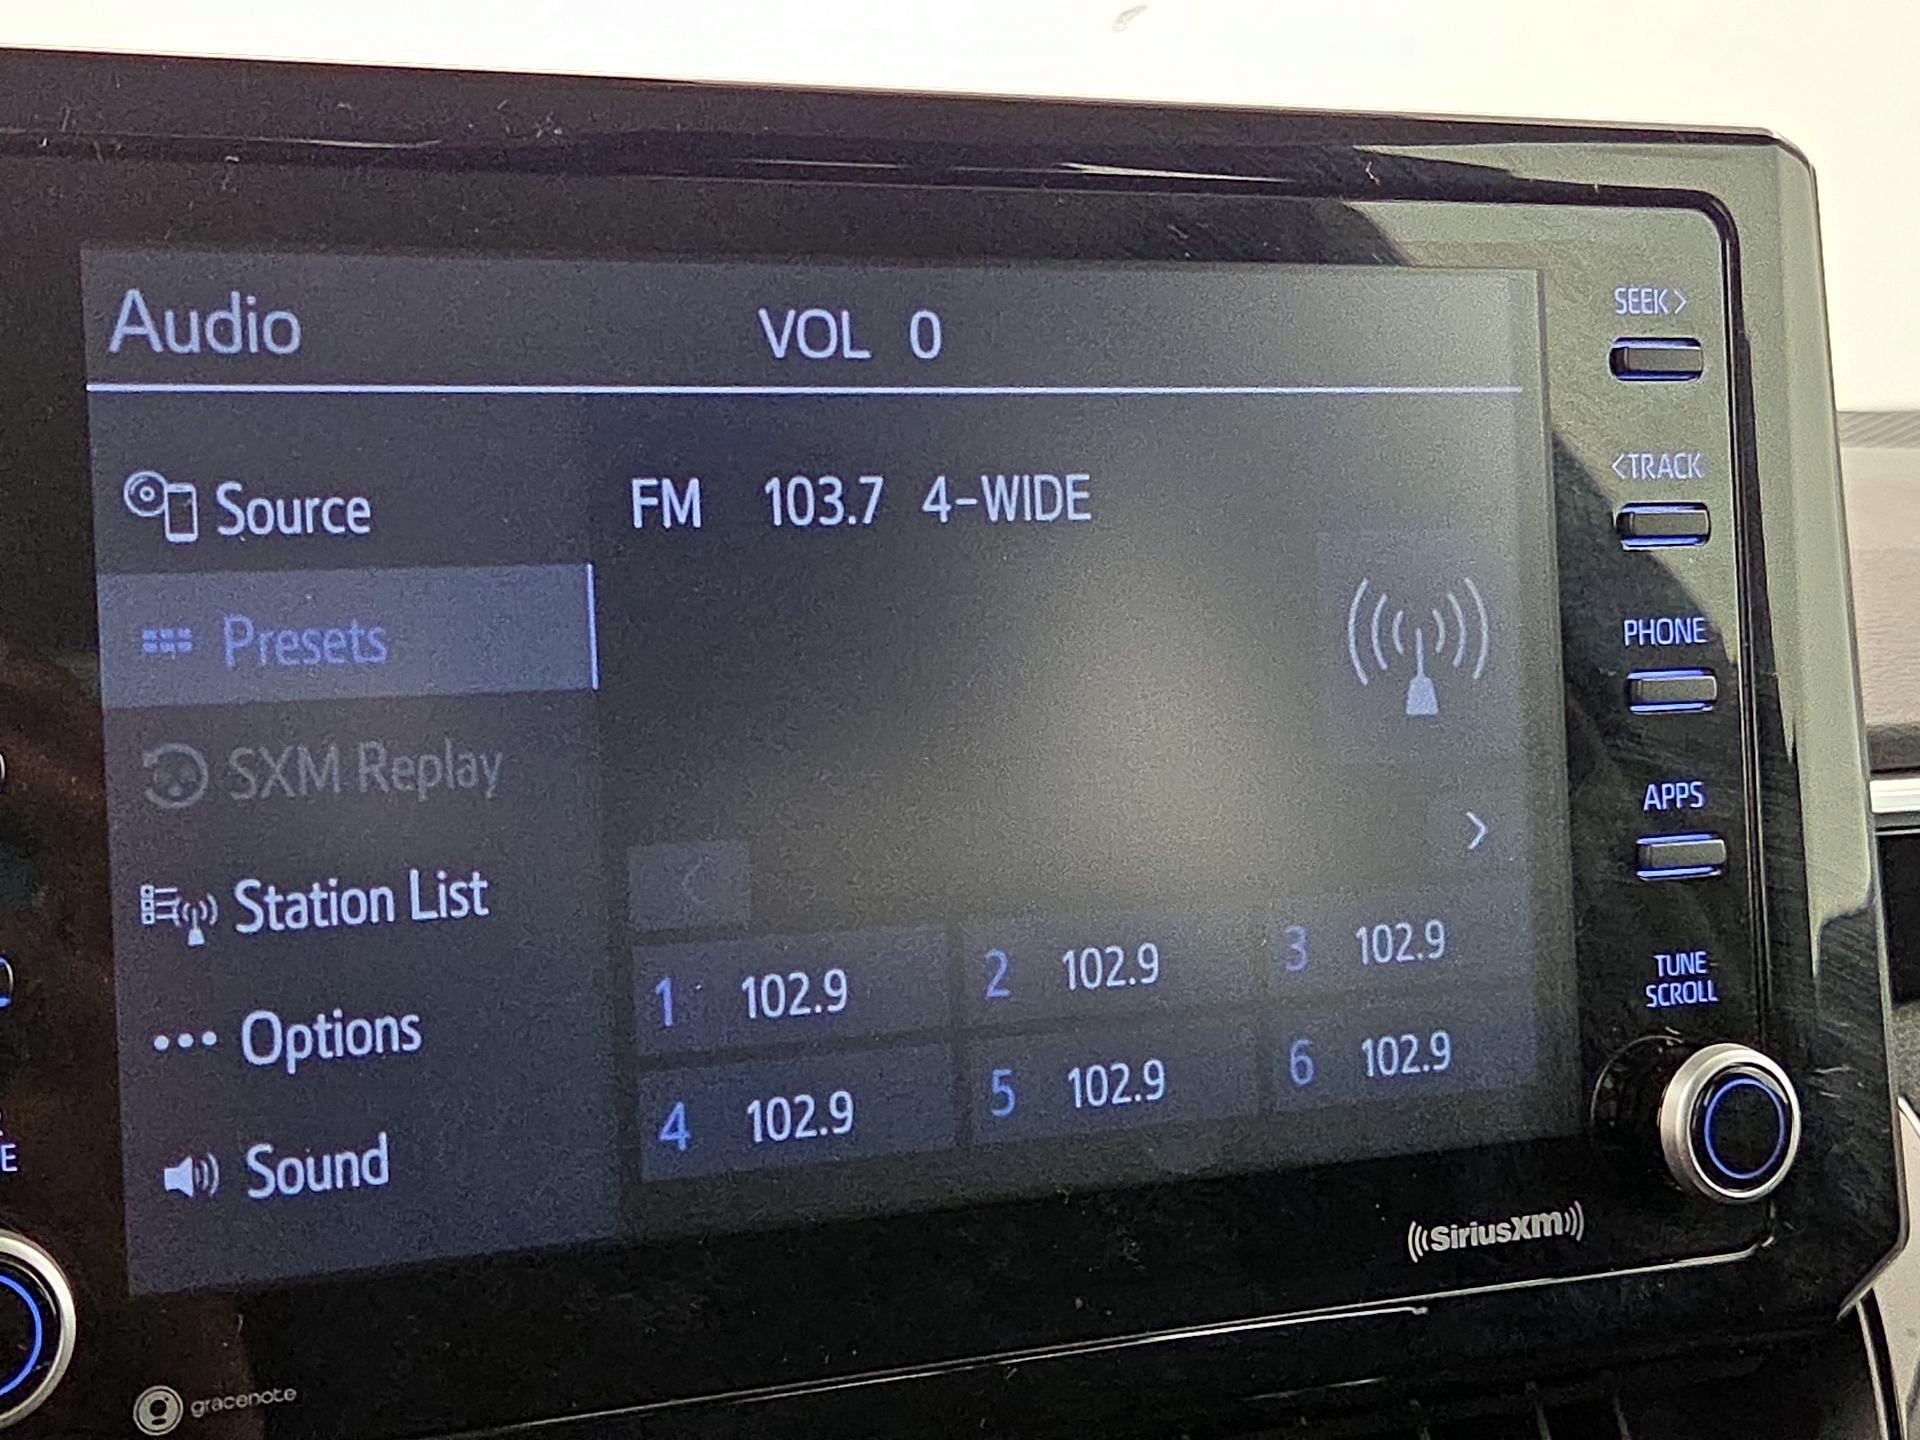 Audio
VOL 0
Source
Presets
SXM Replay
Station List
Options
Sound
FM 103.7 4-WIDE
1 102.9
2 102.9
3 102.9
4 102.9
5 102.9
6 102.9
SEEK>
<TRACK
PHONE
APPS
TUNE
SCROLL
SiriusXM
gracenote
E